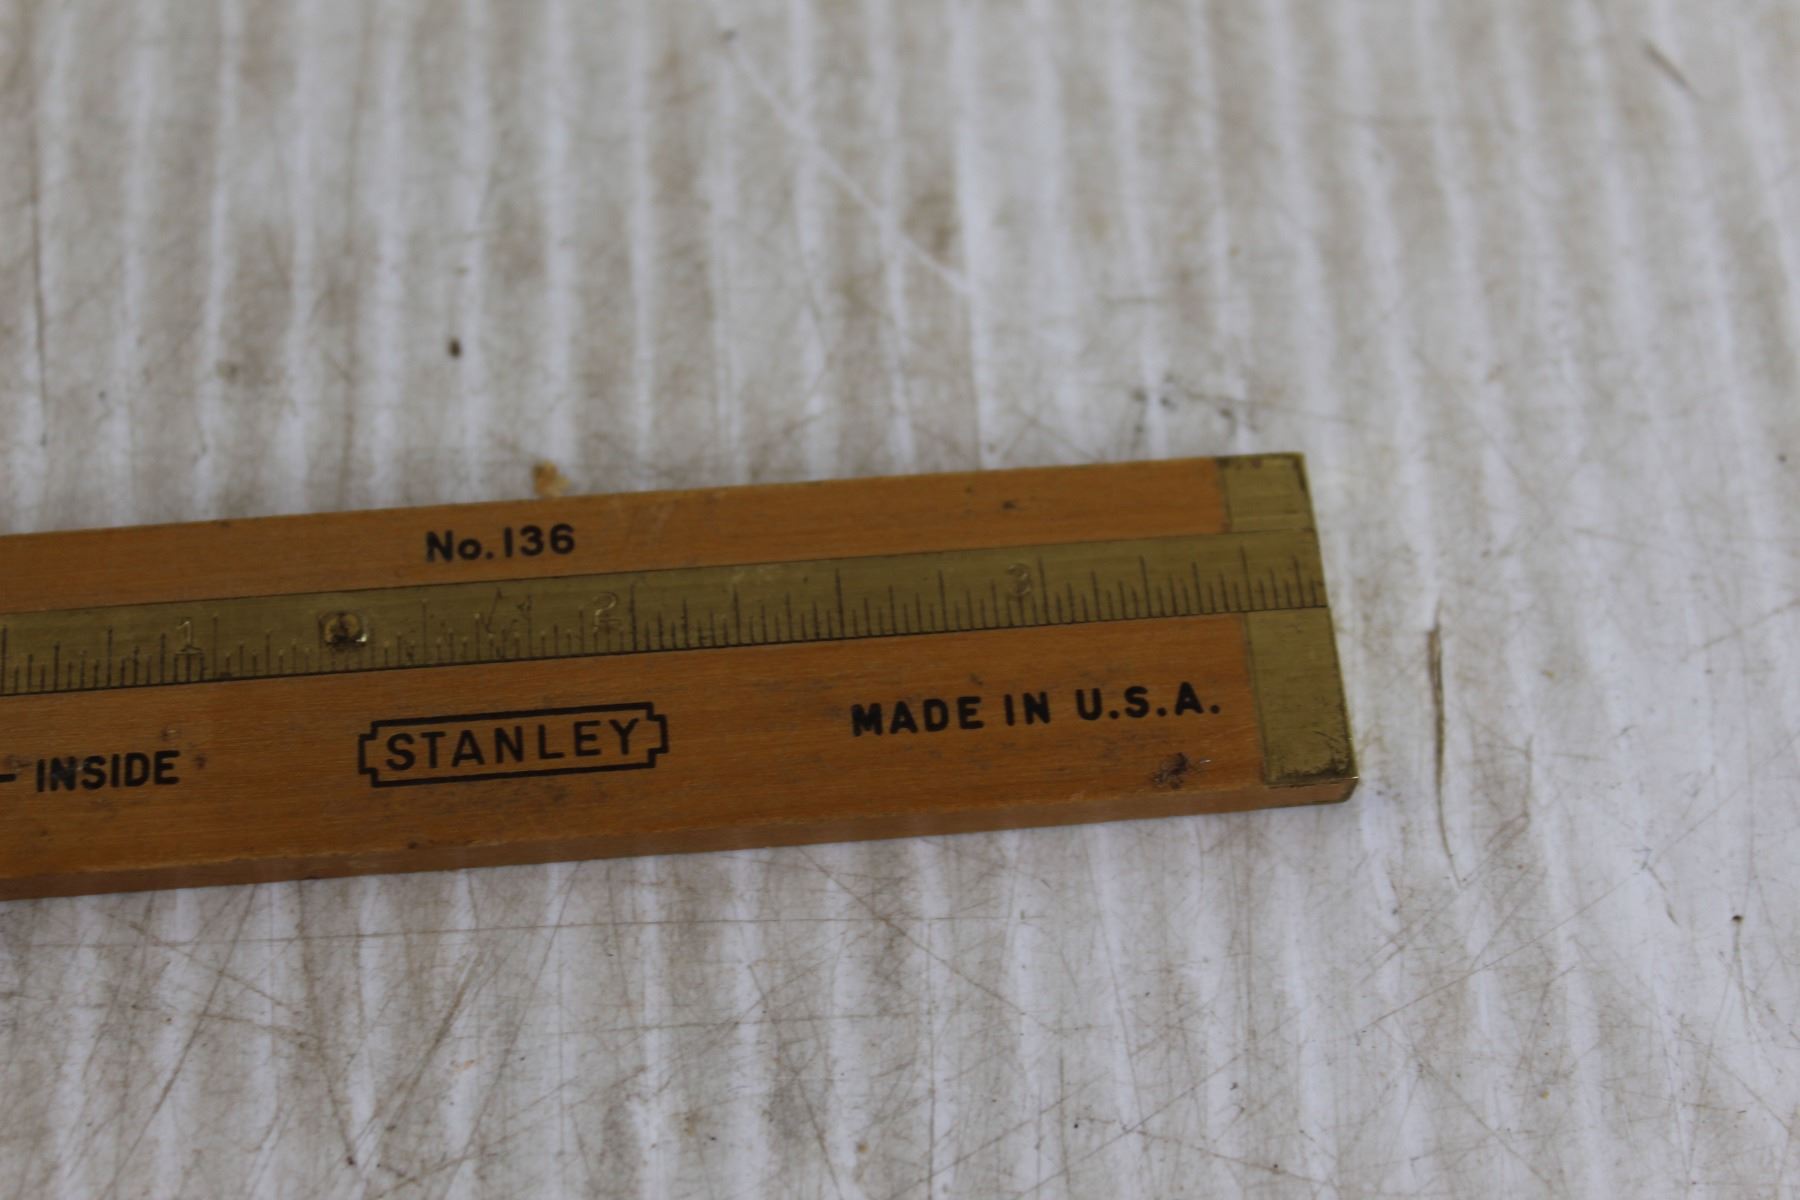 No. 136
1 2 3
- INSIDE STANLEY MADE IN U.S.A.